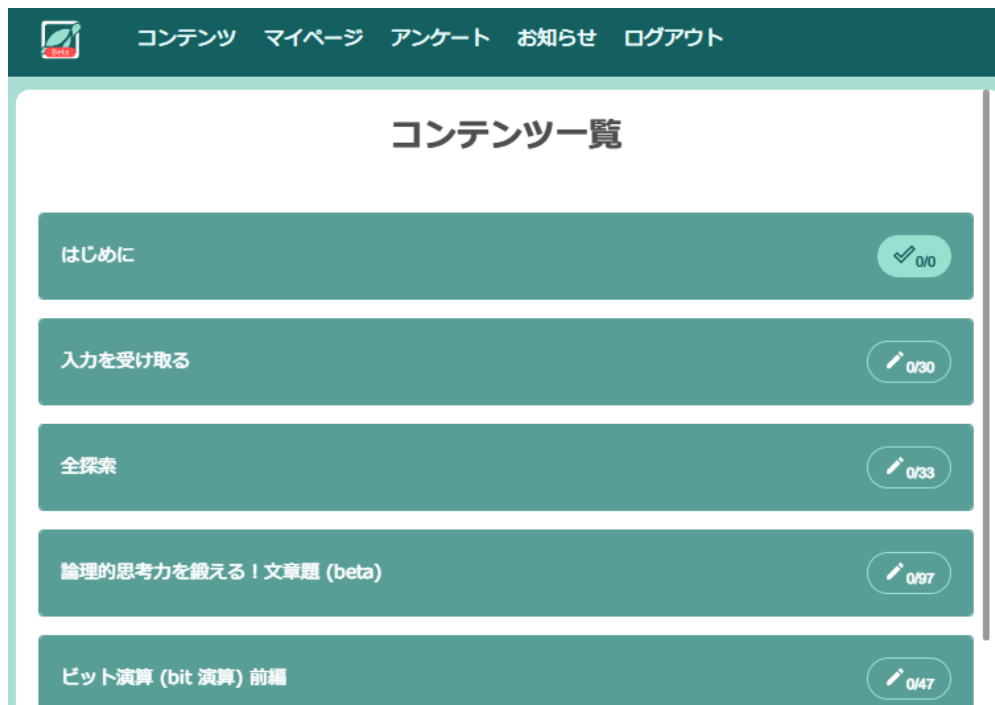 Beta
コンテンツ マイページ アンケート お知らせ ログアウト
コンテンツ一覧
はじめに 0/0
入力を受け取る 0/30
全探索 0/33
論理的思考力を鍛える！文章題 (beta) 0/97
ビット演算 (bit 演算) 前編 0/47